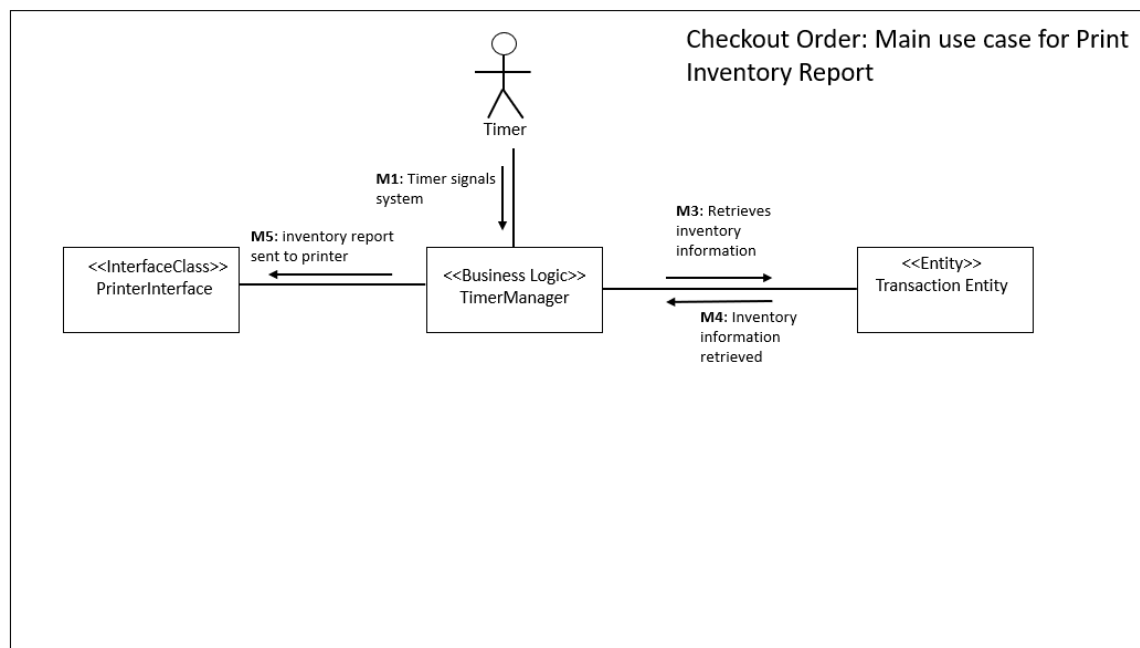 Checkout Order: Main use case for Print
Inventory Report
Timer
M1: Timer signals
system
M3: Retrieves
inventory
information
M5: inventory report
sent to printer
<<InterfaceClass>>
PrinterInterface
<<Business Logic>>
TimerManager
<<Entity>>
Transaction Entity
M4: Inventory
information
retrieved